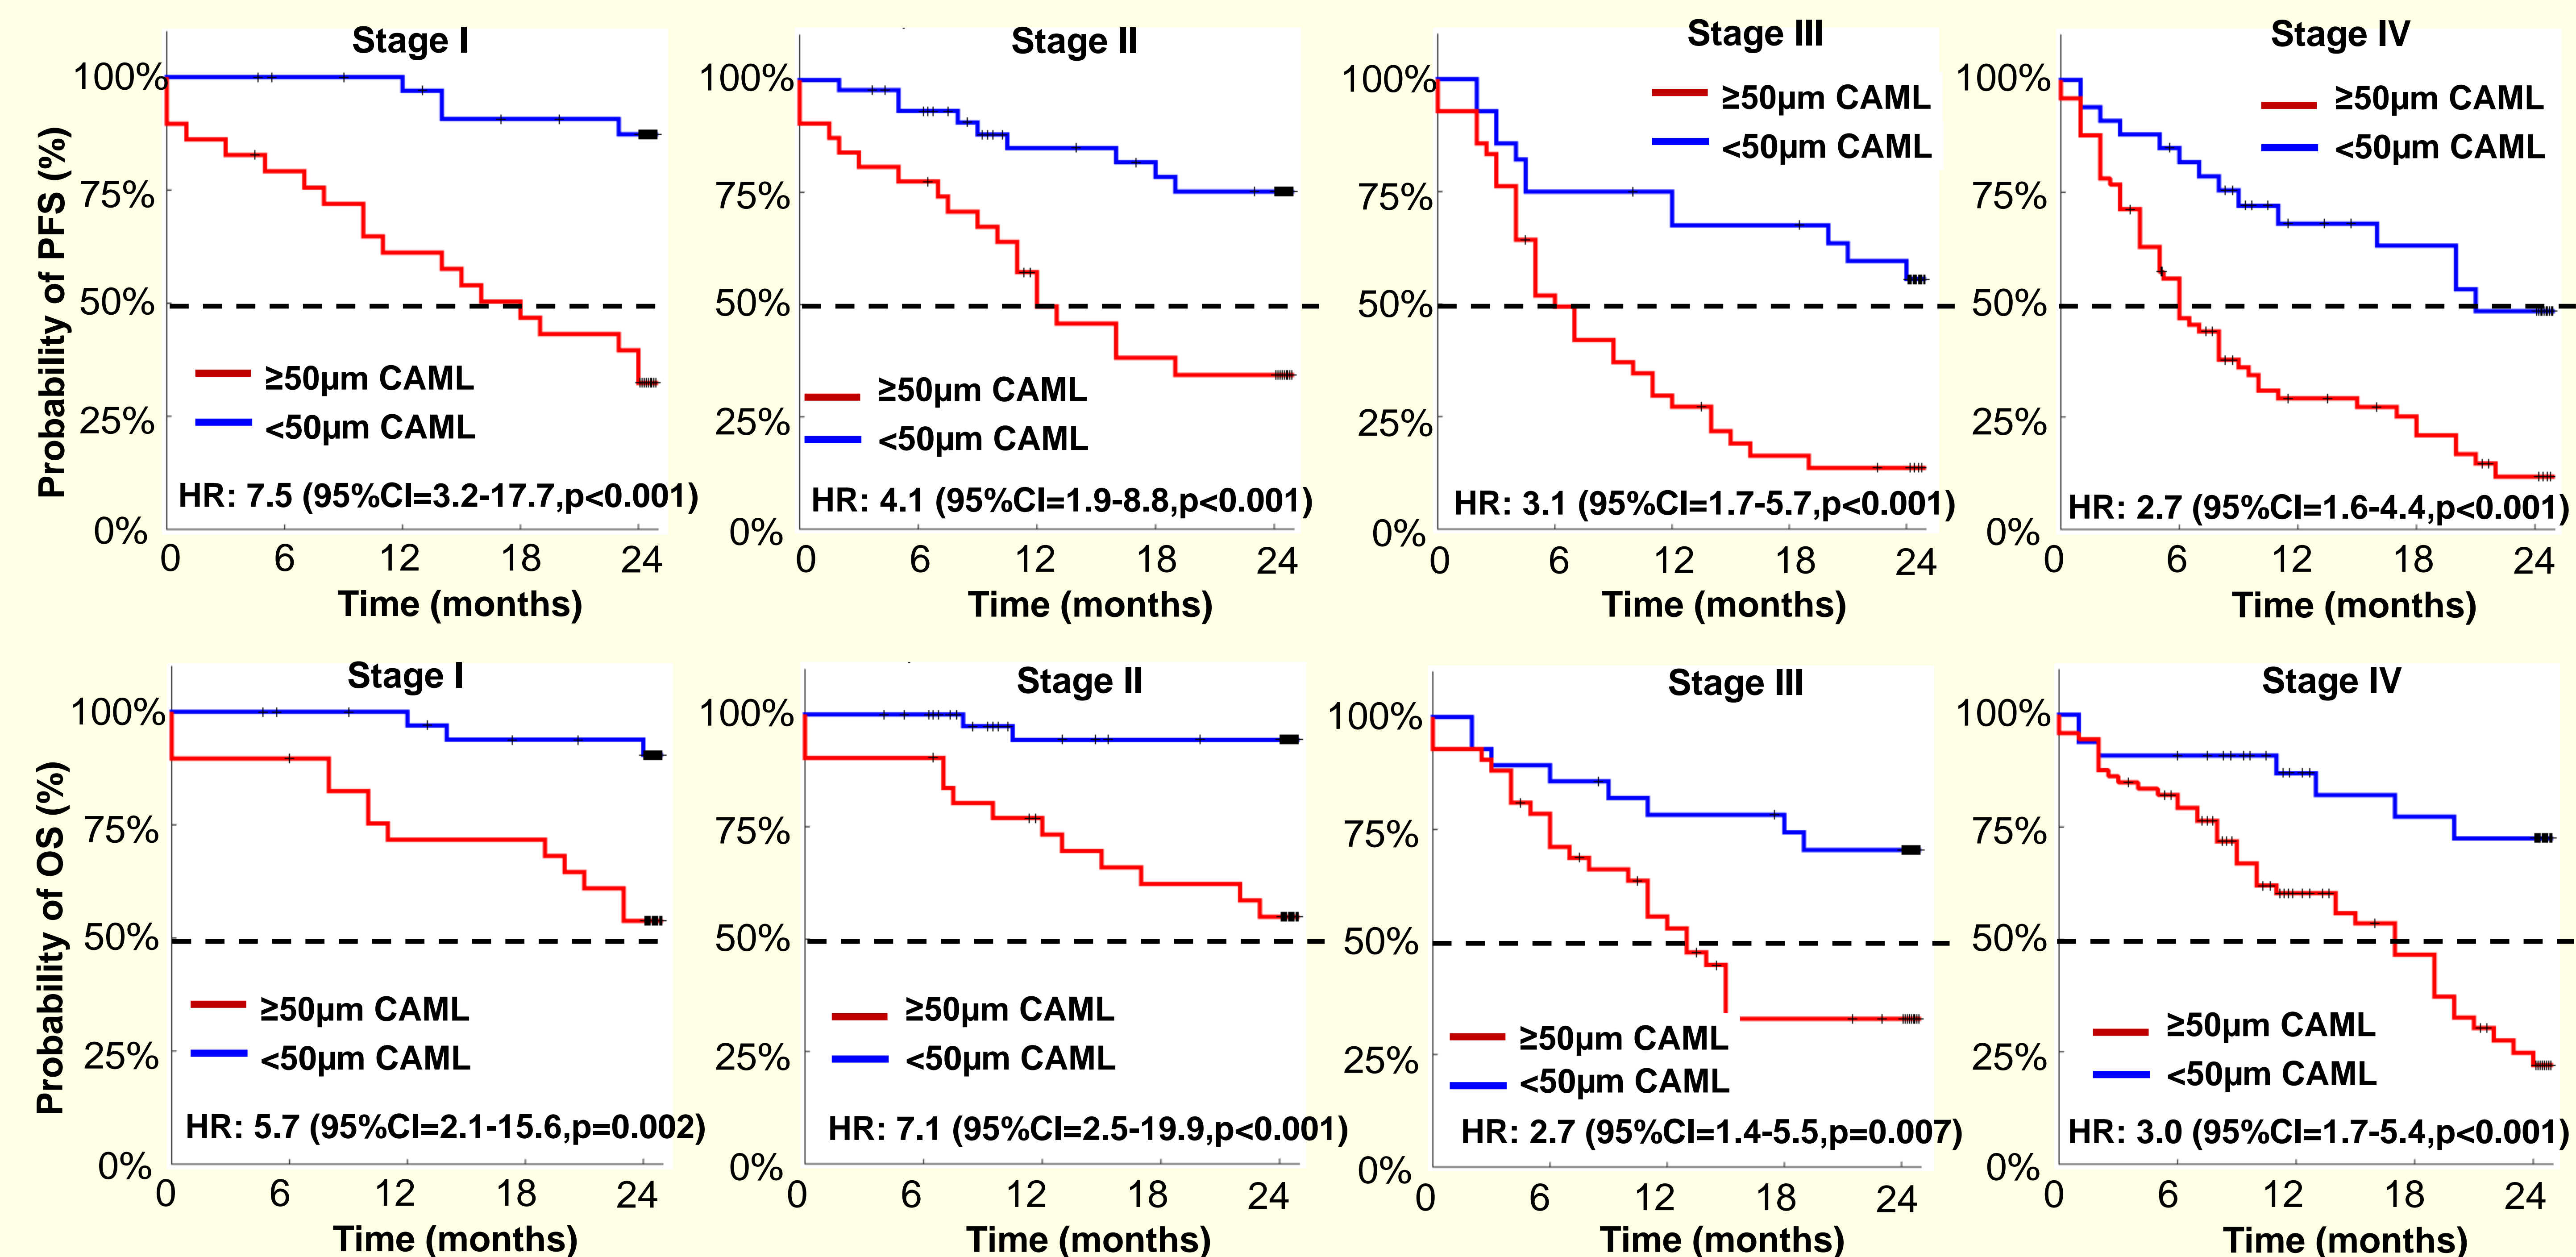 Stage I
100%
75%
50%
25%
0%
Probability of PFS (%)
≥50µm CAML
<50µm CAML
HR: 7.5 (95%CI=3.2-17.7,p<0.001)
0 6 12 18 24
Time (months)
Stage II
100%
75%
50%
25%
0%
≥50µm CAML
<50µm CAML
HR: 4.1 (95%CI=1.9-8.8,p<0.001)
0 6 12 18 24
Time (months)
Stage III
100%
75%
50%
25%
0%
≥50µm CAML
<50µm CAML
HR: 3.1 (95%CI=1.7-5.7,p<0.001)
0 6 12 18 24
Time (months)
Stage IV
100%
75%
50%
25%
0%
≥50µm CAML
<50µm CAML
HR: 2.7 (95%CI=1.6-4.4,p<0.001)
0 6 12 18 24
Time (months)
Stage I
100%
75%
50%
25%
0%
Probability of OS (%)
≥50µm CAML
<50µm CAML
HR: 5.7 (95%CI=2.1-15.6,p=0.002)
0 6 12 18 24
Time (months)
Stage II
100%
75%
50%
25%
0%
≥50µm CAML
<50µm CAML
HR: 7.1 (95%CI=2.5-19.9,p<0.001)
0 6 12 18 24
Time (months)
Stage III
100%
75%
50%
25%
0%
≥50µm CAML
<50µm CAML
HR: 2.7 (95%CI=1.4-5.5,p=0.007)
0 6 12 18 24
Time (months)
Stage IV
100%
75%
50%
25%
0%
≥50µm CAML
<50µm CAML
HR: 3.0 (95%CI=1.7-5.4,p<0.001)
0 6 12 18 24
Time (months)